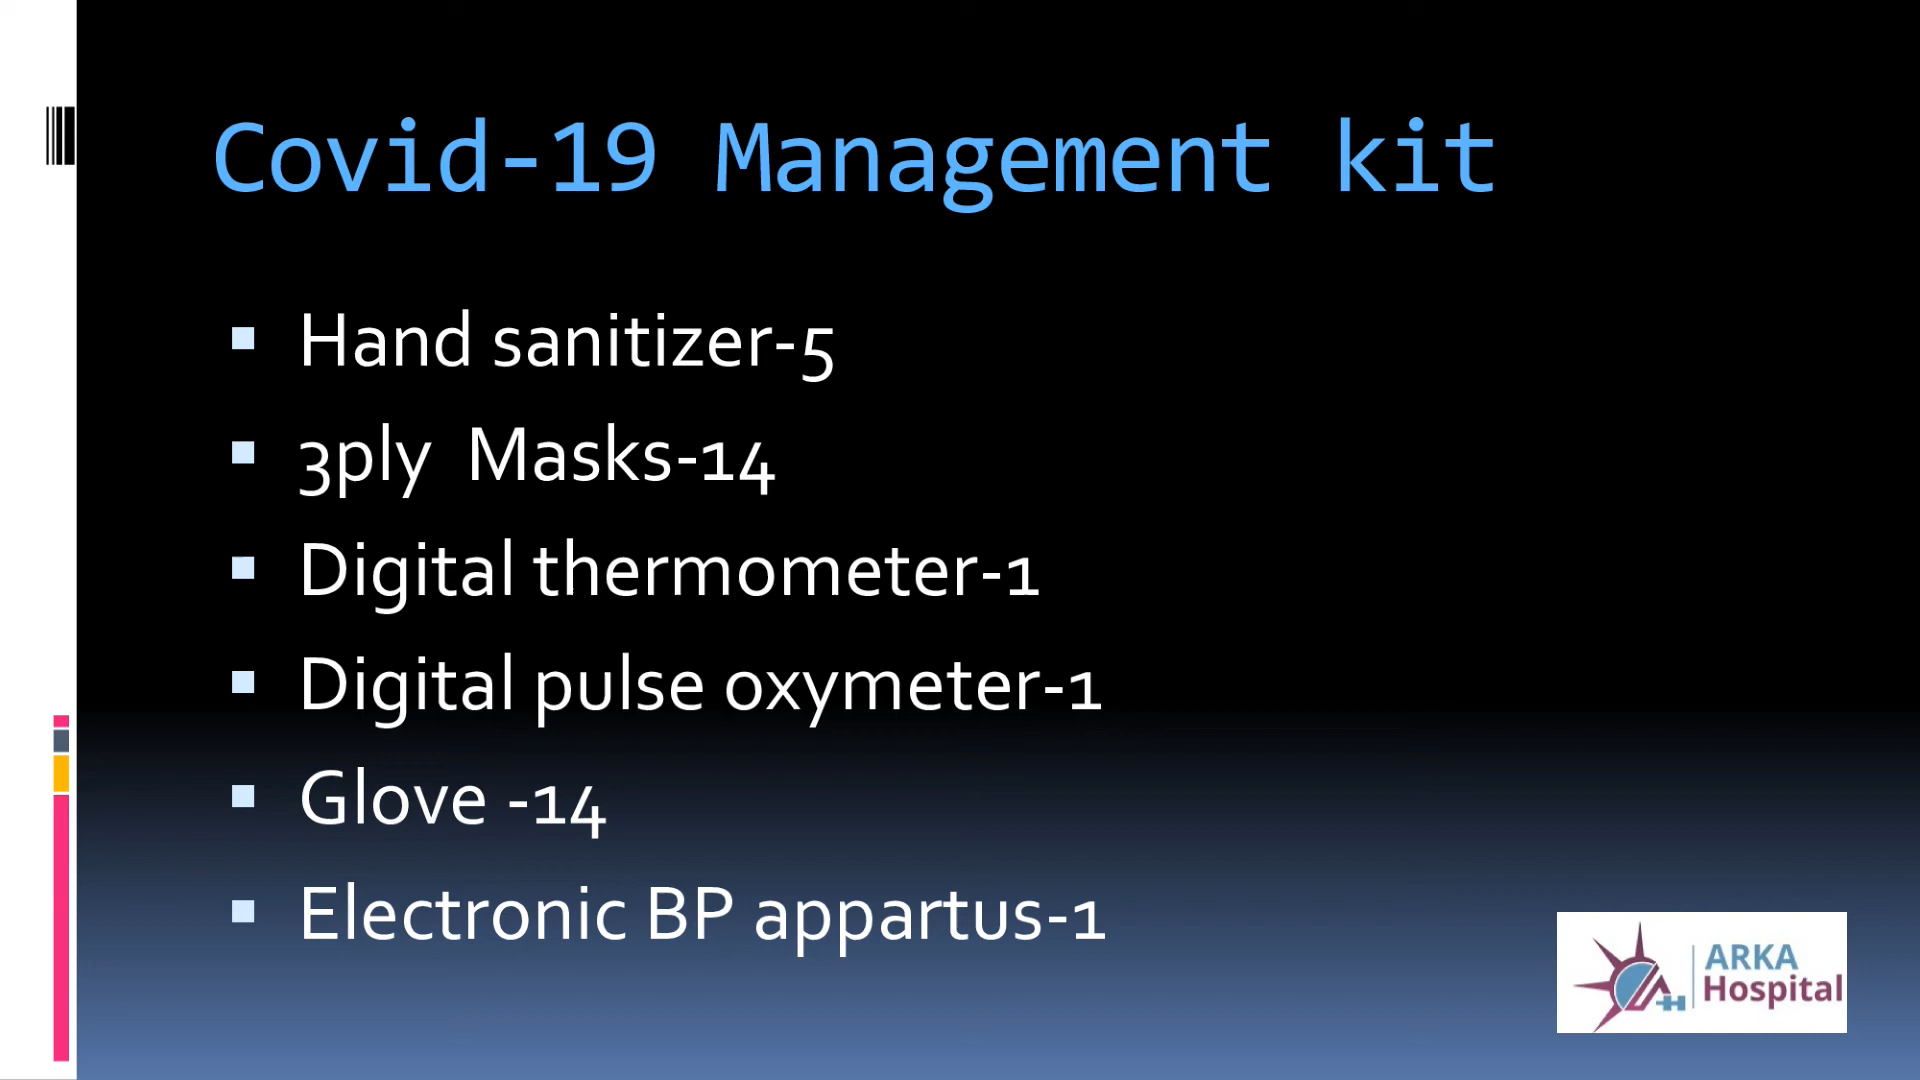 Covid-19 Management kit
Hand sanitizer-5
3ply  Masks-14
Digital thermometer-1
Digital pulse oxymeter-1
Glove -14
Electronic BP appartus-1
ARKA
Hospital